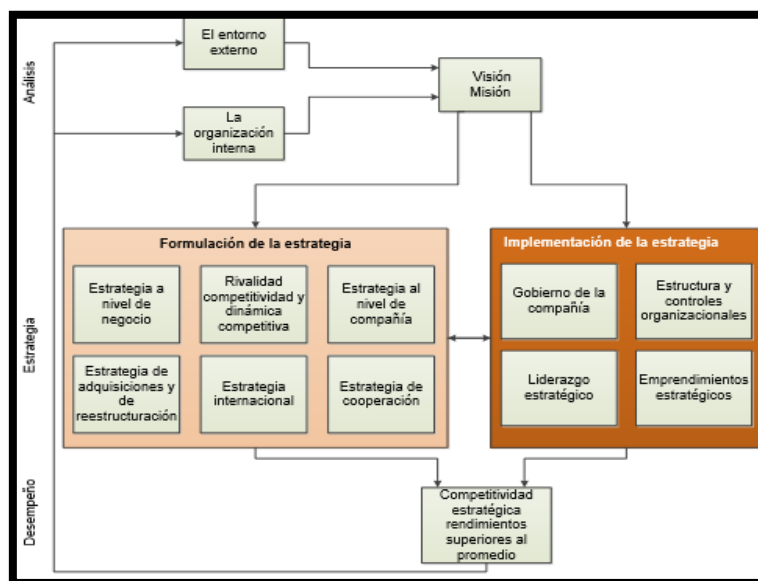 El entorno
externo
Visión
Misión
La
organización
interna
Análisis
Formulación de la estrategia
Estrategia a
nivel de
negocio
Rivalidad
competitividad y
dinámica
competitiva
Estrategia al
nivel de
compañía
Estrategia de
adquisiciones y
de
reestructuración
Estrategia
internacional
Estrategia de
cooperación
Implementación de la estrategia
Gobierno de la
compañía
Estructura y
controles
organizacionales
Liderazgo
estratégico
Emprendimientos
estratégicos
Estrategia
Competitividad
estratégica
rendimientos
superiores al
promedio
Desempeño